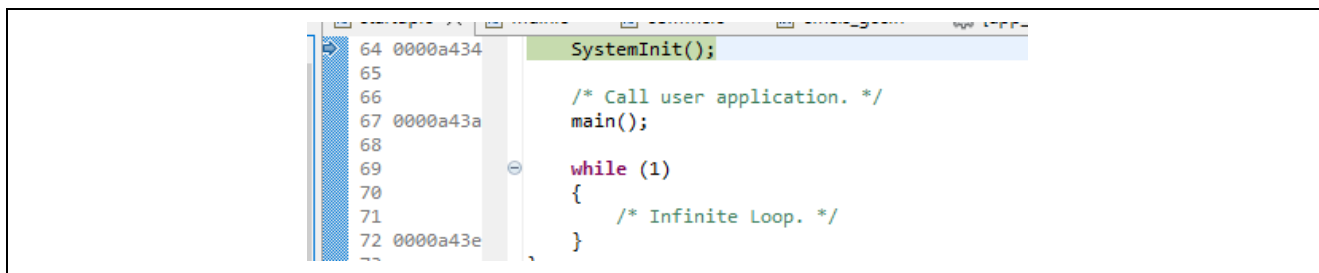 64 0000a434 SystemInit();
65
66 /* Call user application. */
67 0000a43a main();
68
69 while (1)
70 {
71 /* Infinite Loop. */
72 0000a43e }